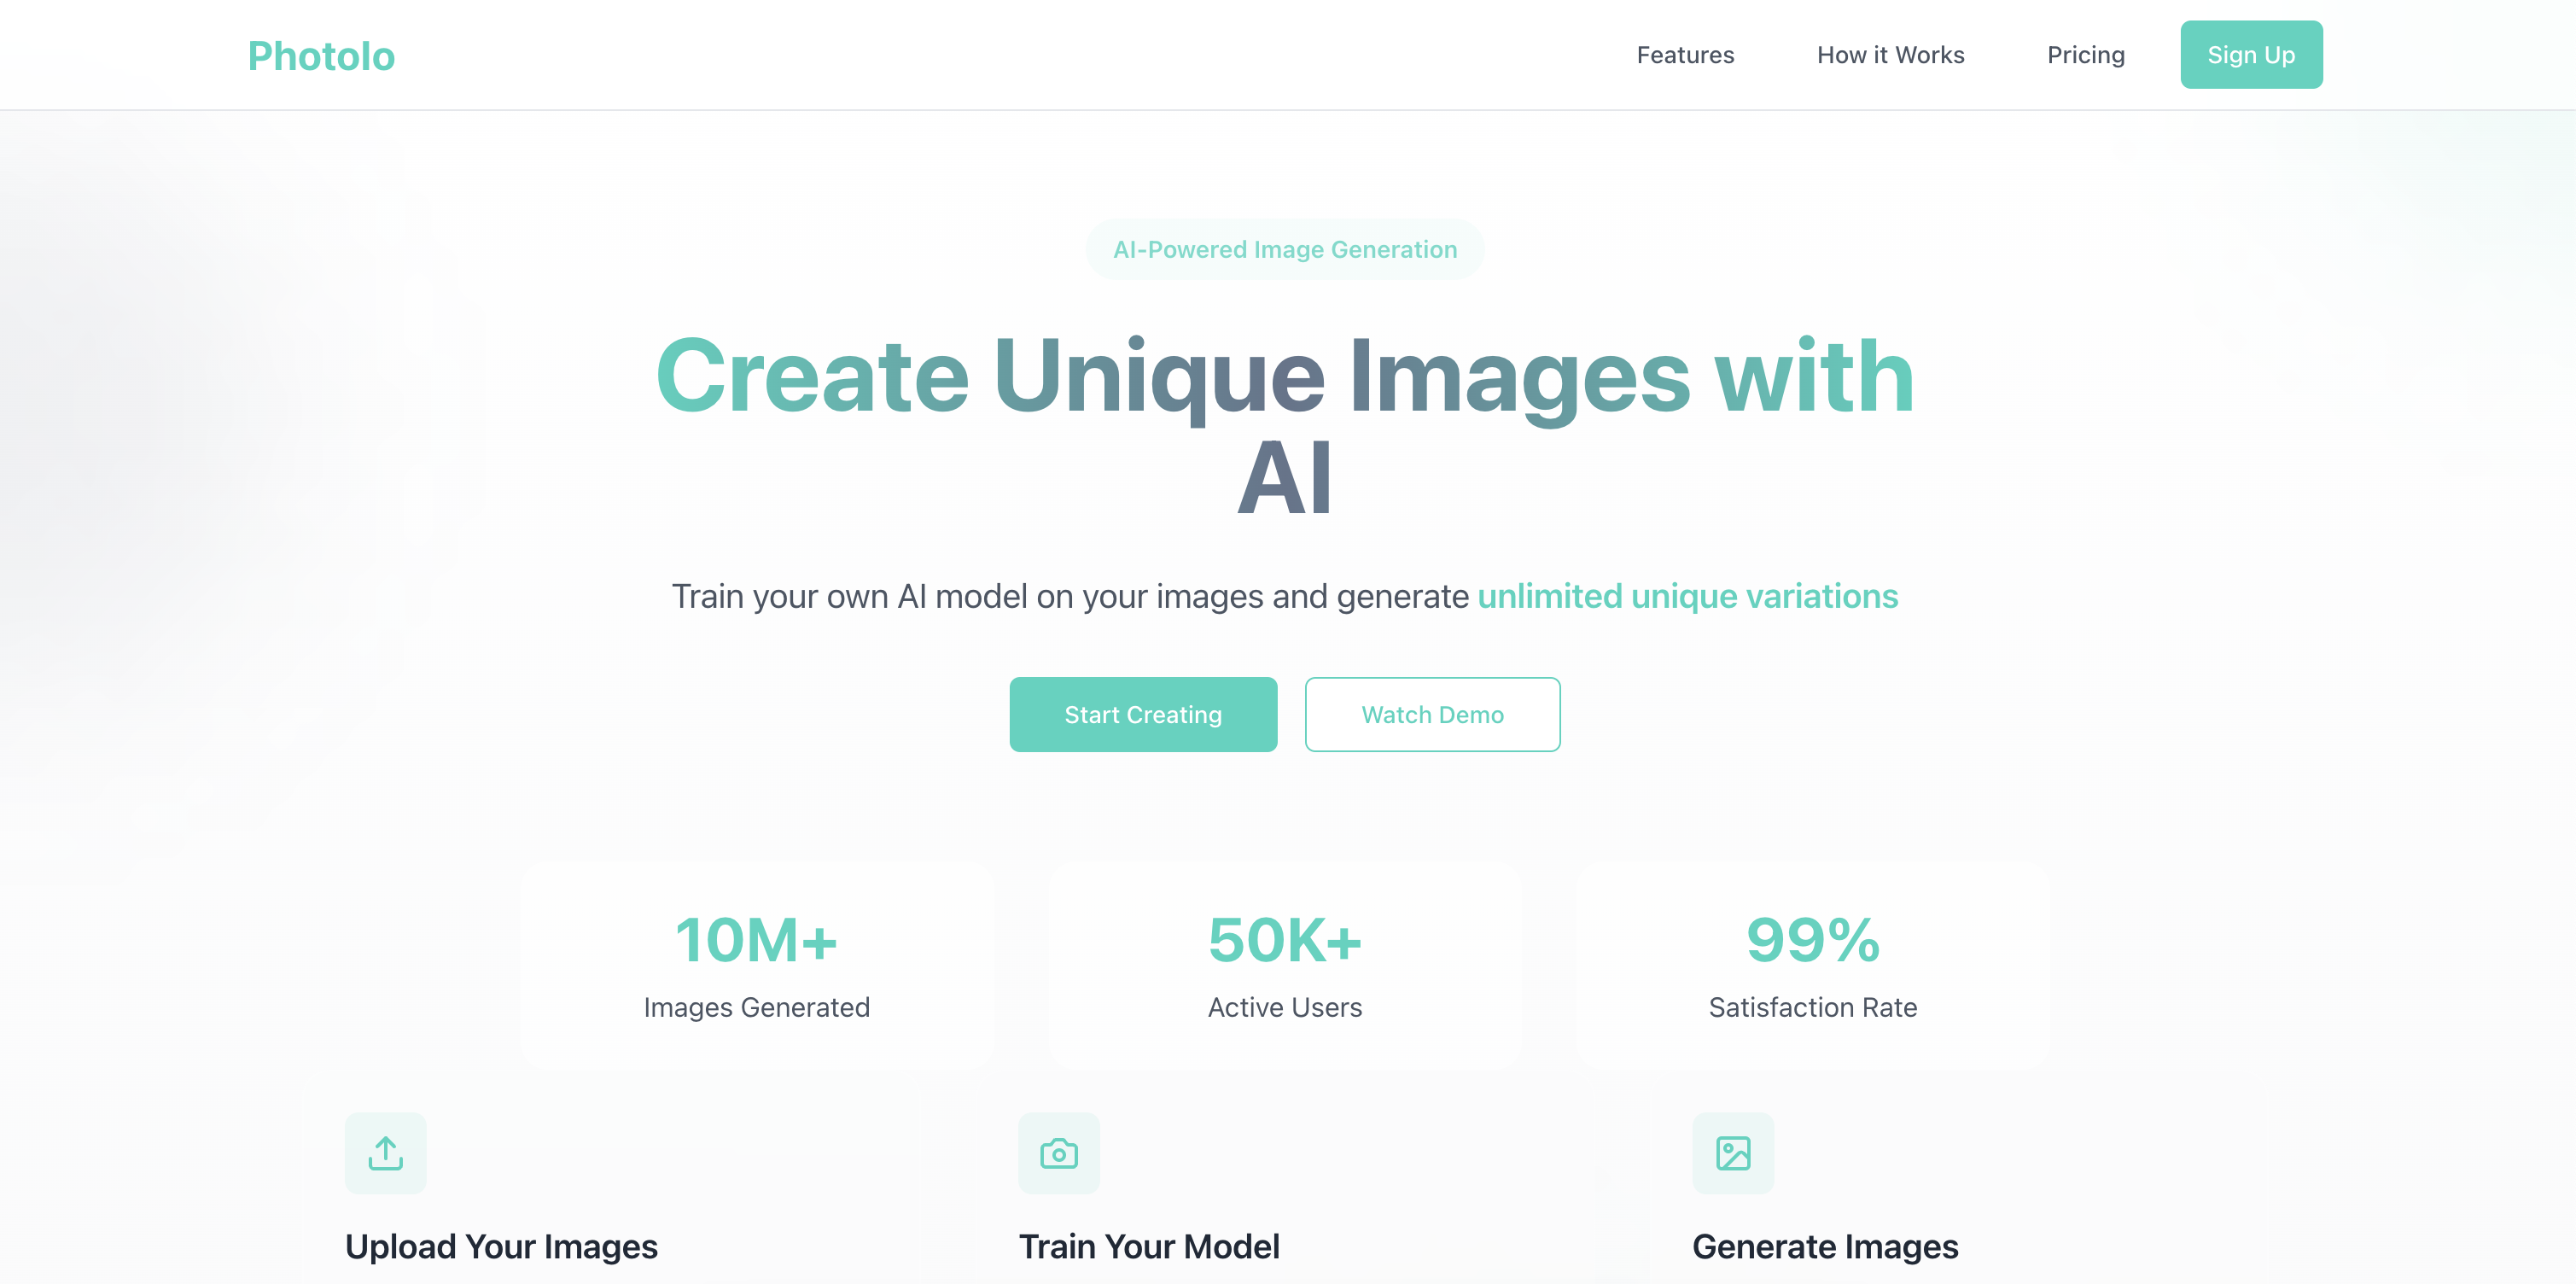 Photolo
Features
How it Works
Pricing
Sign Up
AI-Powered Image Generation
Create Unique Images with
AI
Train your own AI model on your images and generate unlimited unique variations
Start Creating
Watch Demo
10M+
Images Generated
50K+
Active Users
99%
Satisfaction Rate
Upload Your Images
Train Your Model
Generate Images